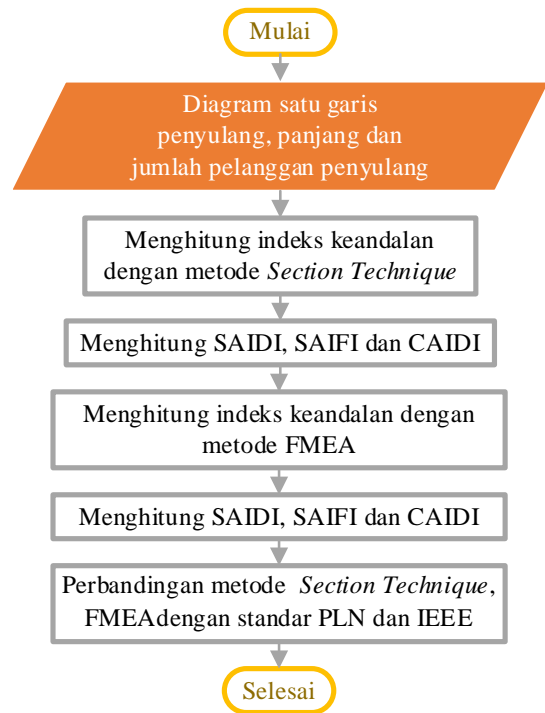 Mulai
Diagram satu garis
penyulang, panjang dan
jumlah pelanggan penyulang
Menghitung indeks keandalan
dengan metode Section Technique
Menghitung SAIDI, SAIFI dan CAIDI
Menghitung indeks keandalan dengan
metode FMEA
Menghitung SAIDI, SAIFI dan CAIDI
Perbandingan metode Section Technique,
FMEAdengan standar PLN dan IEEE
Selesai